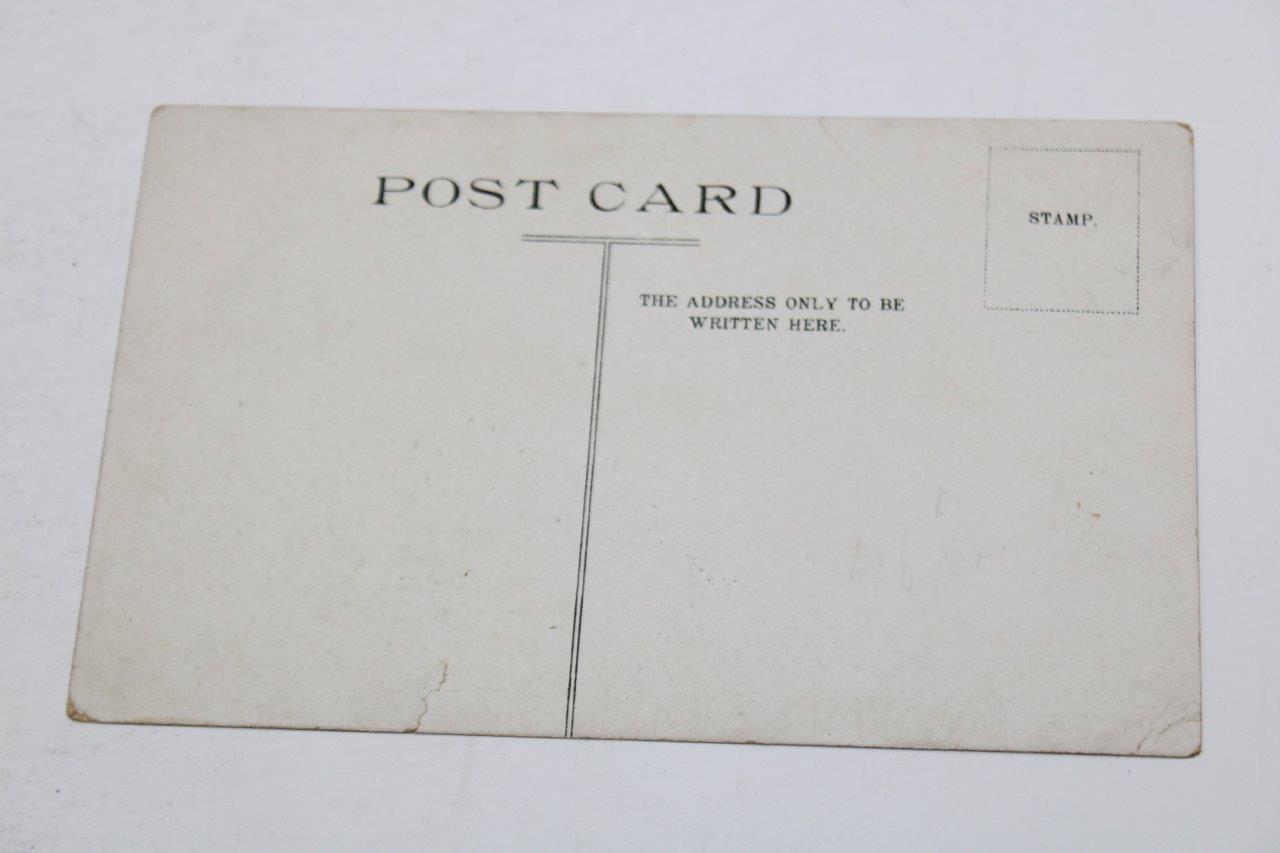 POST CARD
STAMP.
THE ADDRESS ONLY TO BE
WRITTEN HERE.